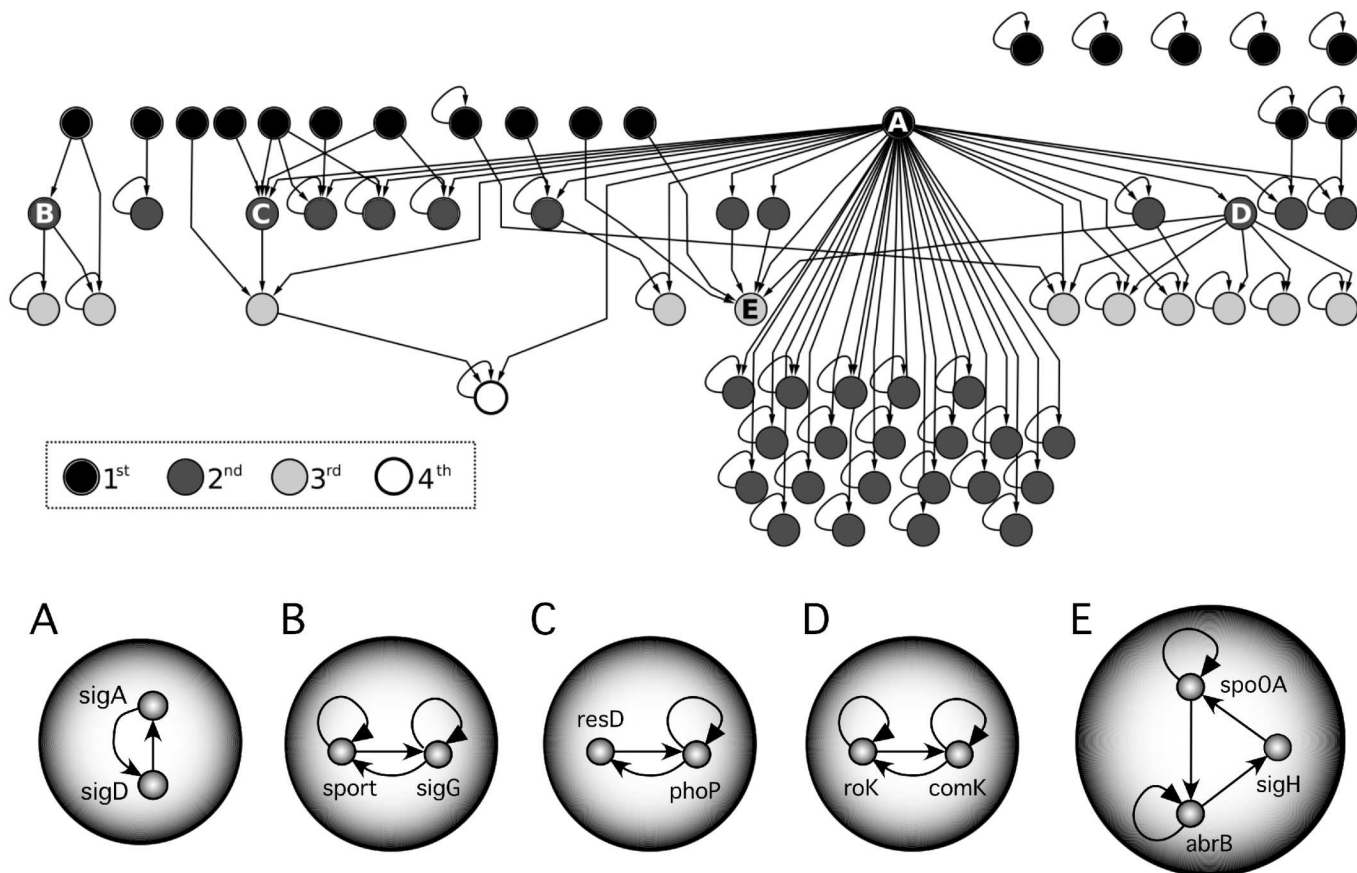 A
B
C
D
E
1st 2nd 3rd 4th
A B C D E
sigA
sigD
sport sigG
resD
phoP
roK comK
spo0A
sigH
abrB